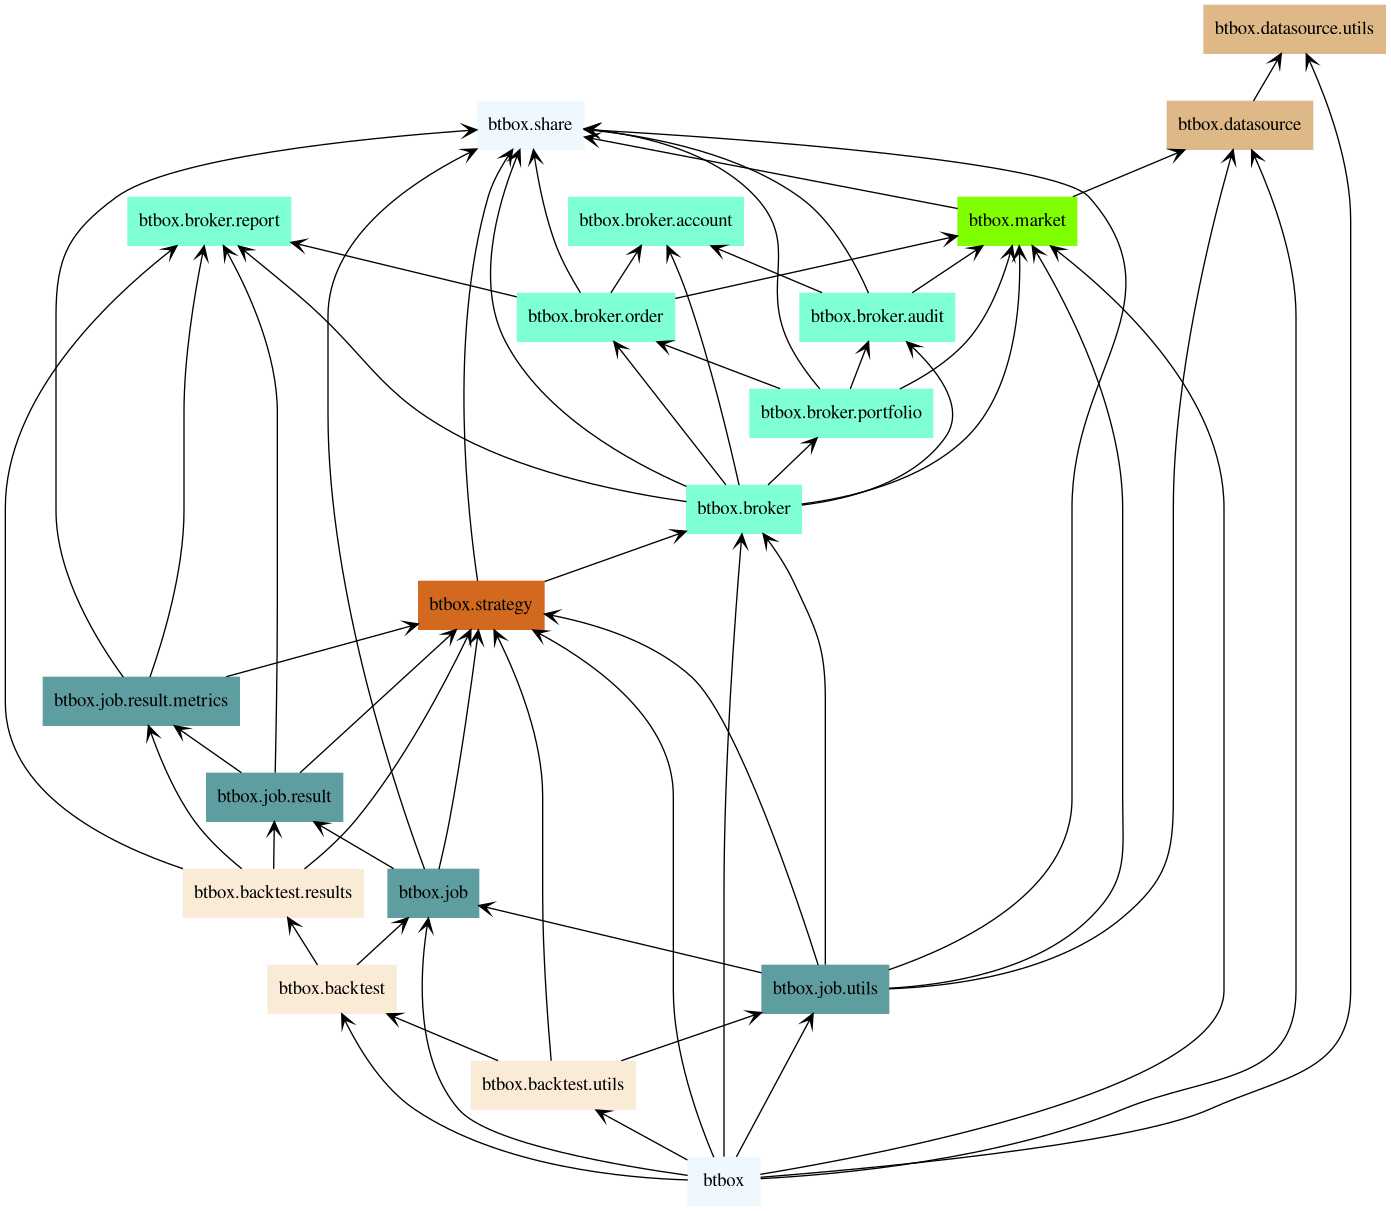 btbox.datasource.utils
btbox.share
btbox.datasource
btbox.broker.report
btbox.broker.account
btbox.market
btbox.broker.order
btbox.broker.audit
btbox.broker.portfolio
btbox.broker
btbox.strategy
btbox.job.result.metrics
btbox.job.result
btbox.backtest.results
btbox.job
btbox.backtest
btbox.job.utils
btbox.backtest.utils
btbox